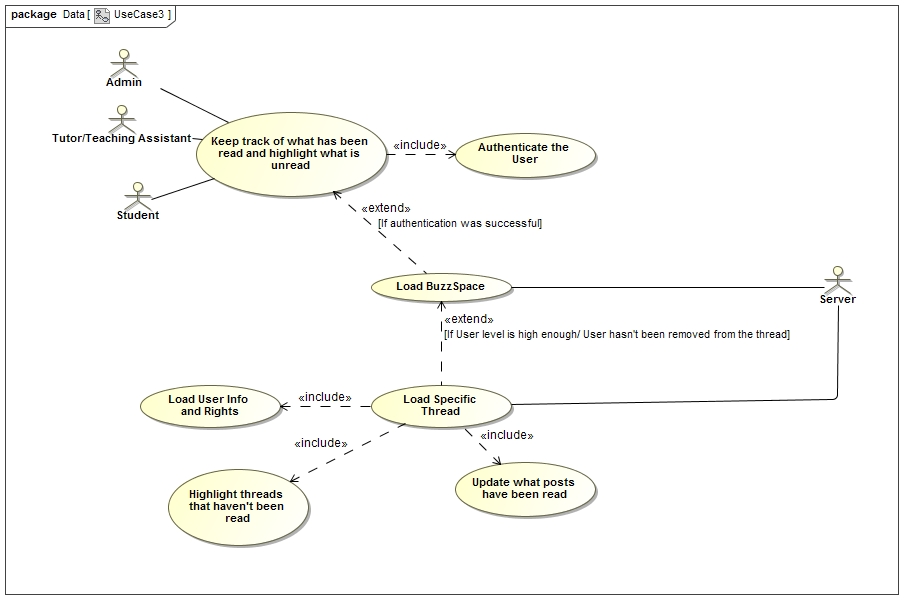 package Data [ UseCase3 ]
Admin
Tutor/Teaching Assistant
Student
Keep track of what has been
read and highlight what is
unread
«include»
Authenticate the
User
«extend»
[If authentication was successful]
Load BuzzSpace
Server
«extend»
[If User level is high enough/ User hasn't been removed from the thread]
Load User Info
and Rights
«include»
Load Specific
Thread
«include»
«include»
Highlight threads
that haven't been
read
Update what posts
have been read